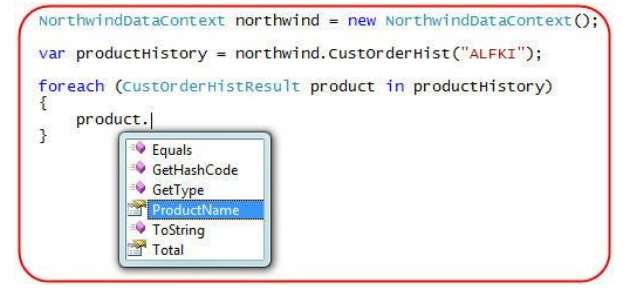 NorthwindDataContext northwind = new NorthwindDataContext();
var productHistory = northwind.CustOrderHist("ALFKI");
foreach (CustOrderHistResult product in productHistory)
{
product.
}
Equals
GetHashCode
GetType
ProductName
ToString
Total